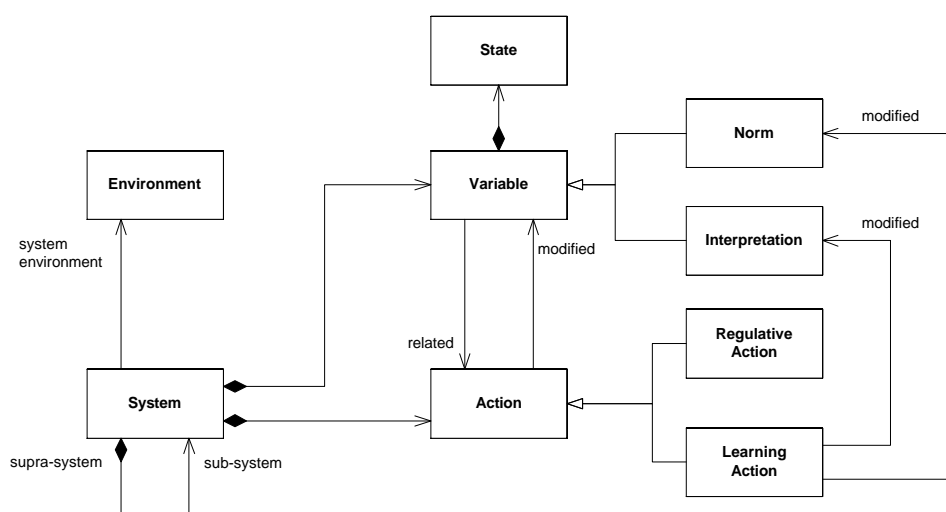 State
modified
Norm
Environment
Variable
modified
Interpretation
system
environment
modified
Regulative
Action
related
System
Action
Learning
Action
supra-system
sub-system